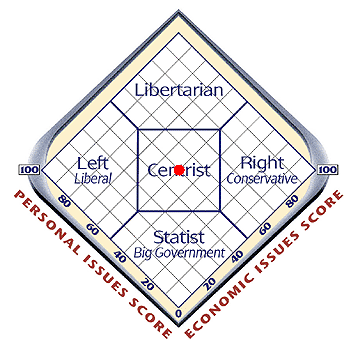 Libertarian
Centrist
Left
Liberal
Right
Conservative
Statist
Big Government
100
100
80
60
40
20
0
20
40
60
80
PERSONAL ISSUES SCORE
ECONOMIC ISSUES SCORE